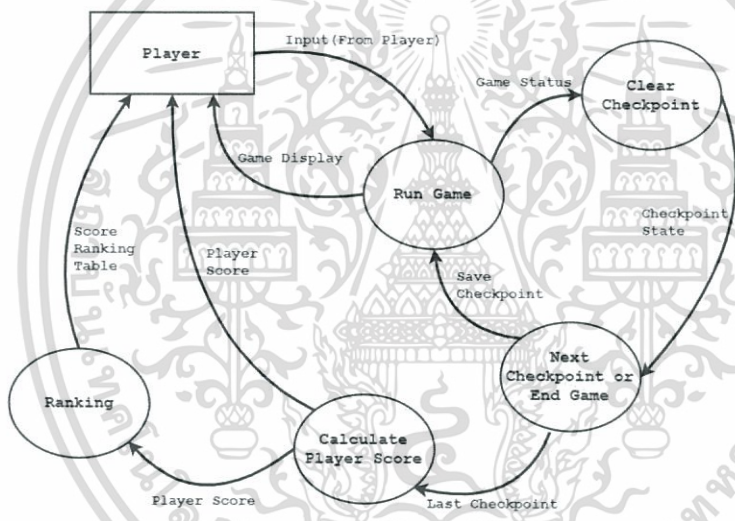 Player
Input(From Player)
Game Status
Clear
Checkpoint
Game Display
Run Game
Checkpoint
State
Score
Ranking
Table
Player
Score
Save
Checkpoint
Next
Checkpoint or
End Game
Ranking
Calculate
Player Score
Player Score
Last Checkpoint